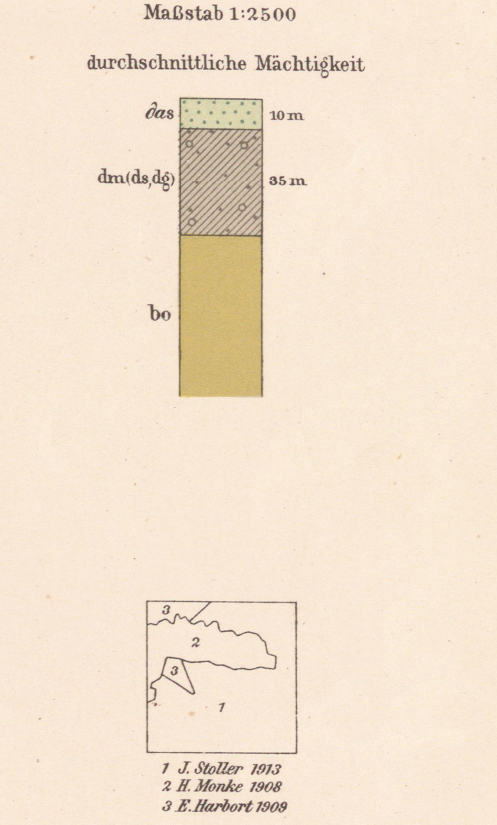 Maßstab 1:2500
durchschnittliche Mächtigkeit
∂as 10 m
dm(ds,dg) 35 m
bo
3
2
3
1
1 J. Stoller 1913
2 H. Monke 1908
3 E. Harbort 1909